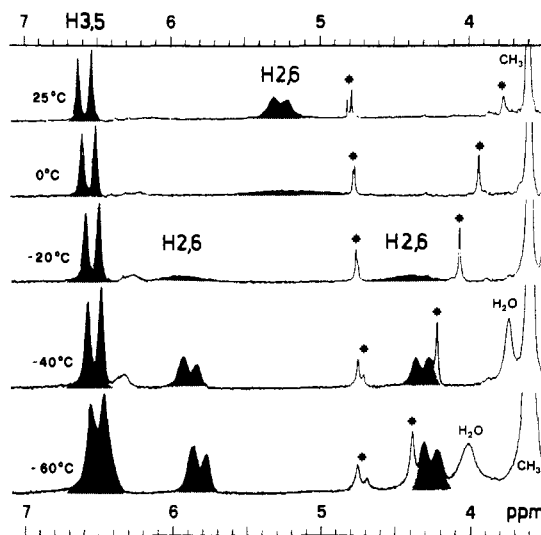 7 6 5 4
H3,5
H2,6
CH₃
25°C
* *
0°C
* *
H2,6 H2,6
-20°C
* *
-40°C
* *
H₂O
-60°C
* *
H₂O
CH₃
7 6 5 4 ppm